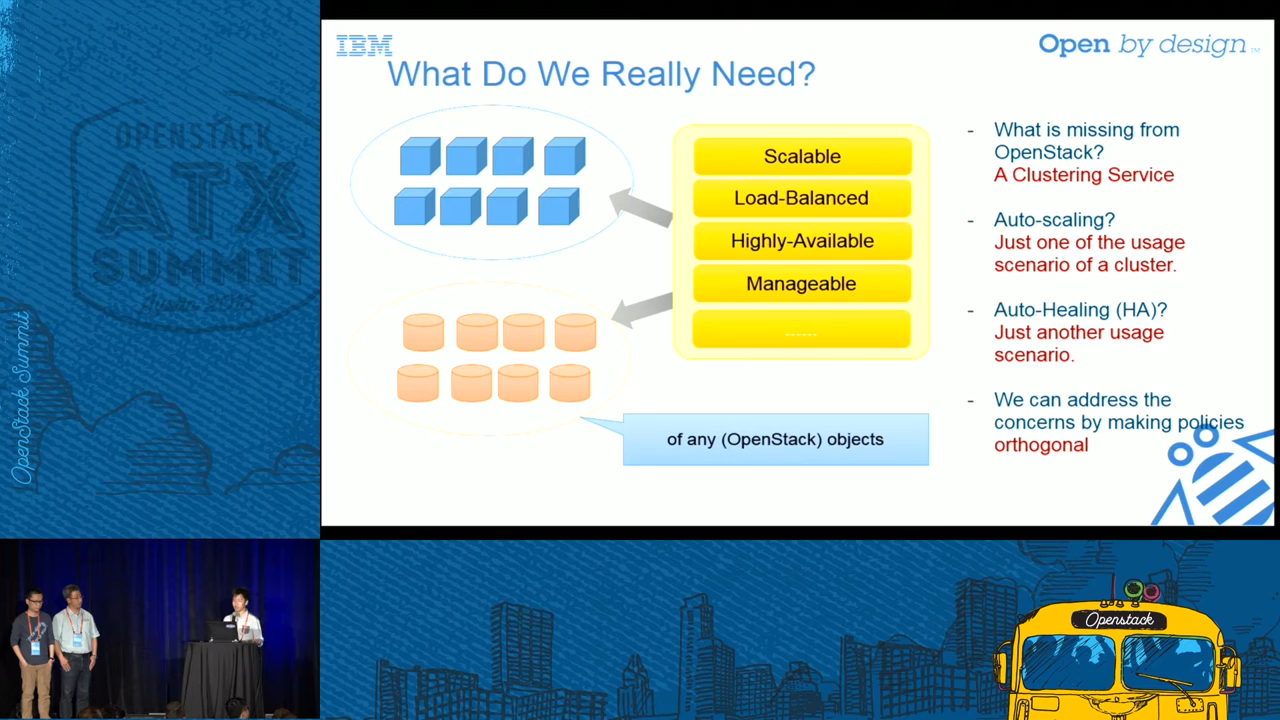 OPENSTACK
ATX
SUMMIT
OpenStack Summit
IBM
Open by design
What Do We Really Need?
Scalable
Load-Balanced
Highly-Available
Manageable
......
of any (OpenStack) objects
- What is missing from
OpenStack?
A Clustering Service
- Auto-scaling?
Just one of the usage
scenario of a cluster.
- Auto-Healing (HA)?
Just another usage
scenario.
- We can address the
concerns by making policies
orthogonal
Openstack